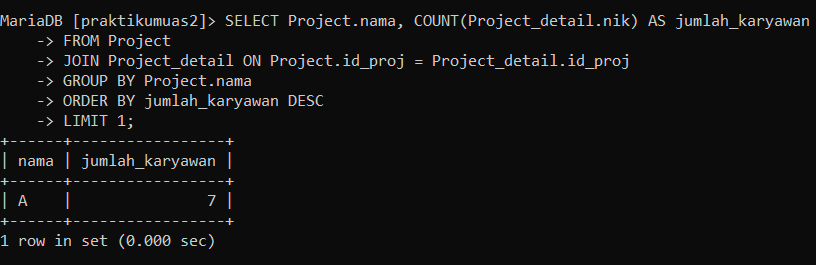 MariaDB [praktikumuas2]> SELECT Project.nama, COUNT(Project_detail.nik) AS jumlah_karyawan
    -> FROM Project
    -> JOIN Project_detail ON Project.id_proj = Project_detail.id_proj
    -> GROUP BY Project.nama
    -> ORDER BY jumlah_karyawan DESC
    -> LIMIT 1;
+------+-----------------+
| nama | jumlah_karyawan |
+------+-----------------+
| A    |               7 |
+------+-----------------+
1 row in set (0.000 sec)